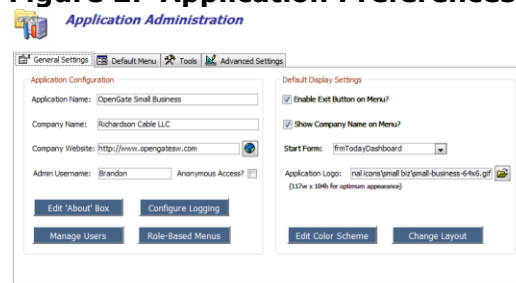 Figure 2: Application Preferences
Application Administration
General Settings Default Menu Tools Advanced Settings
Application Configuration
Application Name: OpenGate Small Business
Company Name: Richardson Cable LLC
Company Website: http://www.opengatesw.com
Admin Username: Brandon Anonymous Access?
Edit 'About' Box Configure Logging
Manage Users Role-Based Menus
Default Display Settings
Enable Exit Button on Menu?
Show Company Name on Menu?
Start Form: frmTodayDashboard
Application Logo: nal icons\small biz\small-business-64x6.gif
(117w x 104h for optimum appearance)
Edit Color Scheme Change Layout